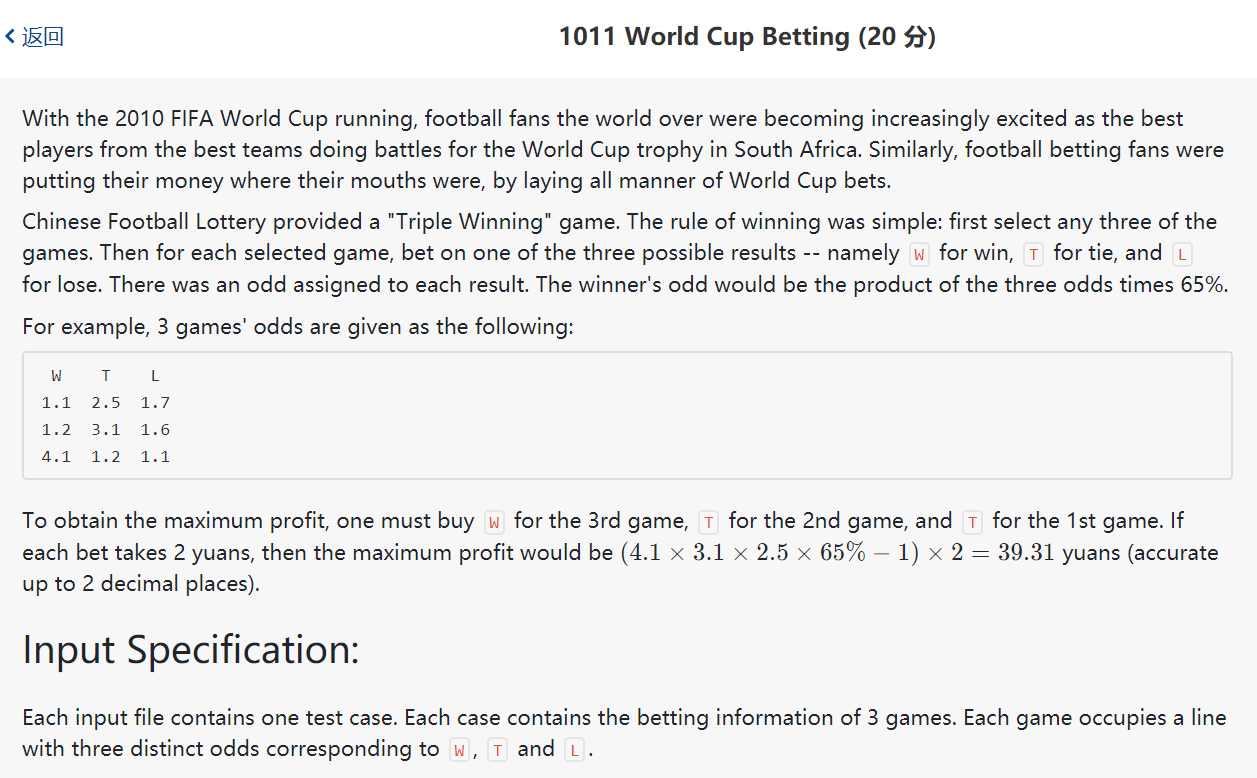 返回
1011 World Cup Betting (20 分)
With the 2010 FIFA World Cup running, football fans the world over were becoming increasingly excited as the best
players from the best teams doing battles for the World Cup trophy in South Africa. Similarly, football betting fans were
putting their money where their mouths were, by laying all manner of World Cup bets.
Chinese Football Lottery provided a "Triple Winning" game. The rule of winning was simple: first select any three of the
games. Then for each selected game, bet on one of the three possible results -- namely W for win, T for tie, and L
for lose. There was an odd assigned to each result. The winner's odd would be the product of the three odds times 65%.
For example, 3 games' odds are given as the following:
W T L
1.1 2.5 1.7
1.2 3.1 1.6
4.1 1.2 1.1
To obtain the maximum profit, one must buy W for the 3rd game, T for the 2nd game, and T for the 1st game. If
each bet takes 2 yuans, then the maximum profit would be (4.1 × 3.1 × 2.5 × 65% − 1) × 2 = 39.31 yuans (accurate
up to 2 decimal places).
Input Specification:
Each input file contains one test case. Each case contains the betting information of 3 games. Each game occupies a line
with three distinct odds corresponding to W, T and L.